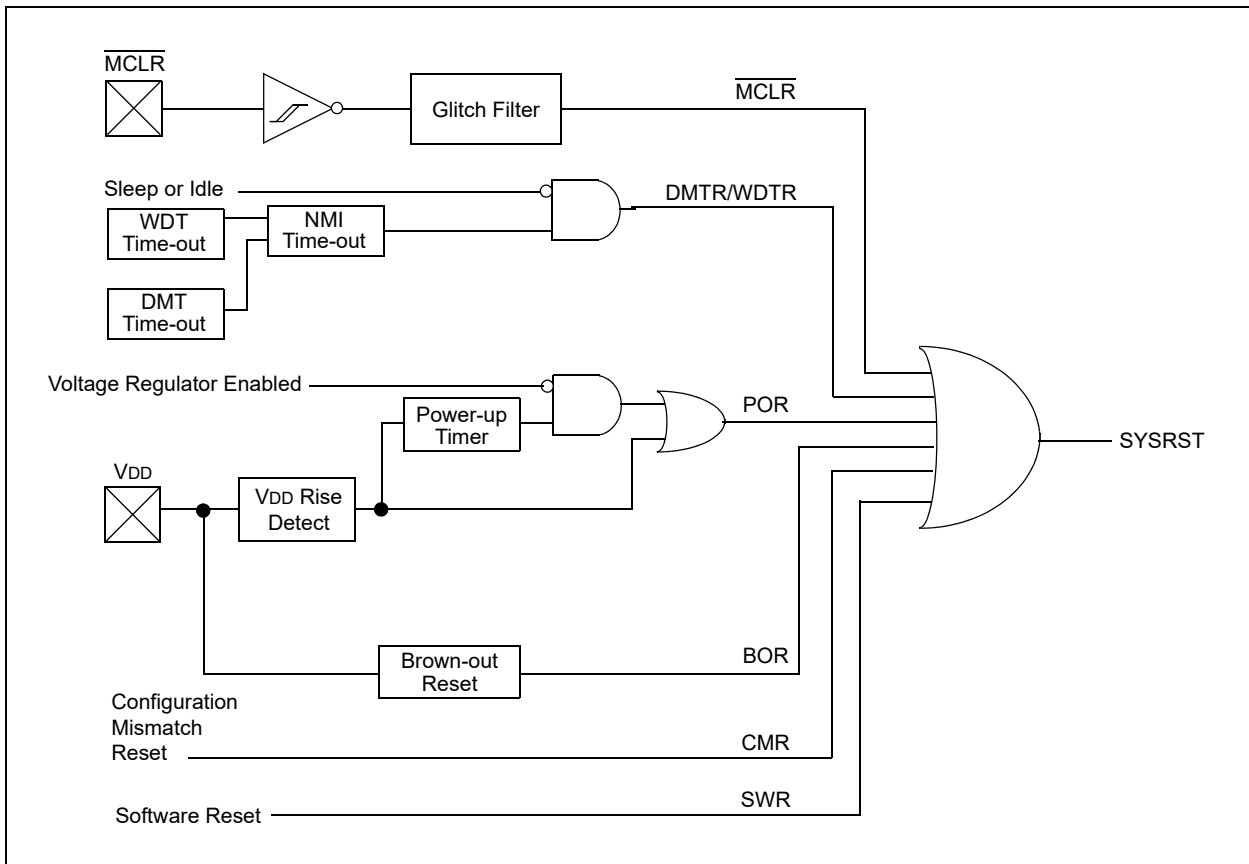 MCLR
Glitch Filter
MCLR
Sleep or Idle
DMTR/WDTR
WDT
Time-out
NMI
Time-out
DMT
Time-out
Voltage Regulator Enabled
Power-up
Timer
POR
SYSRST
VDD
VDD Rise
Detect
Brown-out
Reset
BOR
Configuration
Mismatch
Reset
CMR
Software Reset
SWR